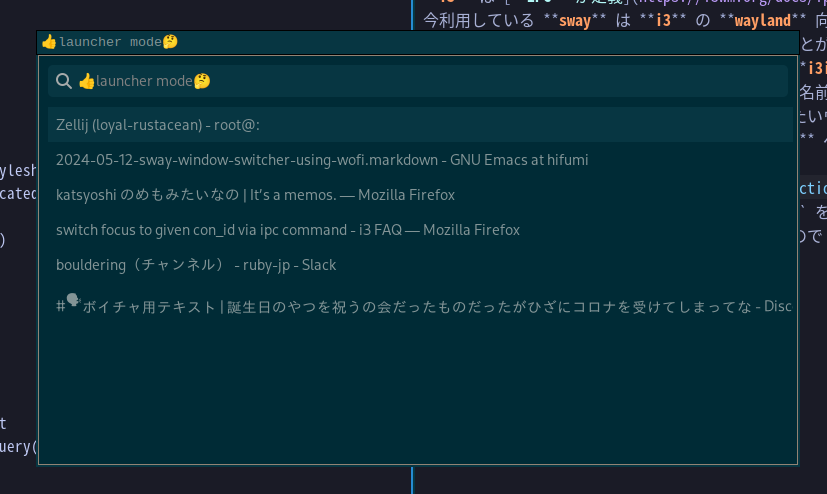 今利用している **sway** は **i3** の **wayland** 向
👍launcher mode🤔
👍launcher mode🤔
Zellij (loyal-rustacean) - root@:
2024-05-12-sway-window-switcher-using-wofi.markdown - GNU Emacs at hifumi
katsyoshi のめもみたいなの | It's a memos. — Mozilla Firefox
switch focus to given con_id via ipc command - i3 FAQ — Mozilla Firefox
bouldering（チャンネル） - ruby-jp - Slack
#🗣ボイチャ用テキスト | 誕生日のやつを祝うの会だったものだったがひざにコロナを受けてしまってな - Disc
ylesh
cated
)
t
uery(
とか
*i3i
名前
たいう
** ^
ctio
` を
ので